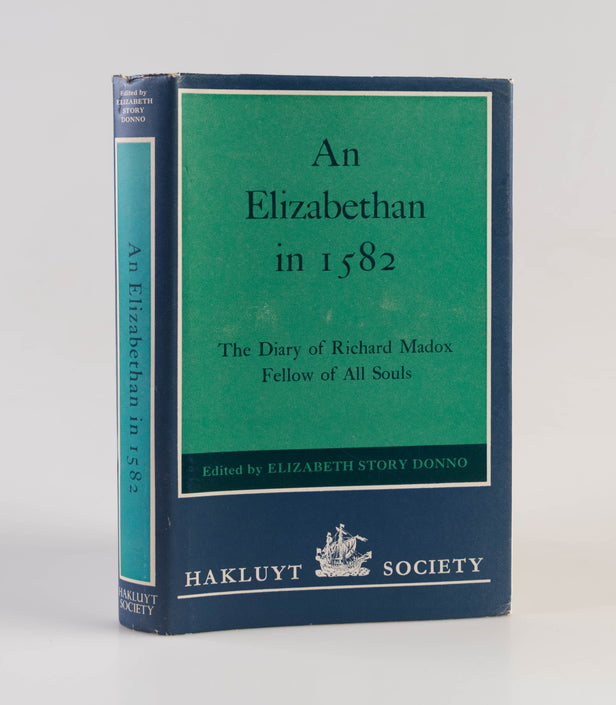 Edited by
ELIZABETH
STORY
DONNO
An Elizabethan in 1582
HAKLUYT
SOCIETY
An
Elizabethan
in 1582
The Diary of Richard Madox
Fellow of All Souls
Edited by ELIZABETH STORY DONNO
HAKLUYT SOCIETY